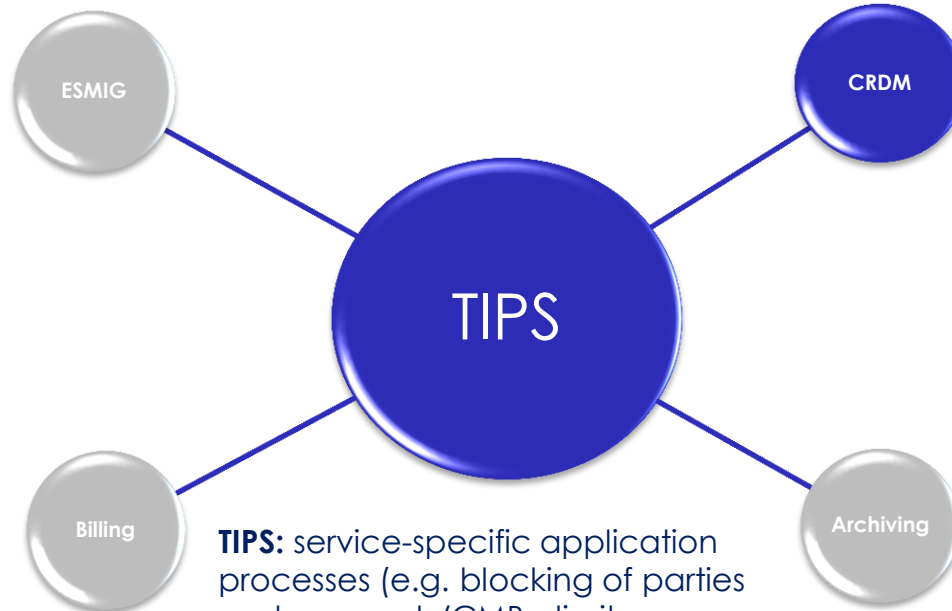 ESMIG
CRDM
TIPS
Billing
Archiving
TIPS: service-specific application
processes (e.g. blocking of parties